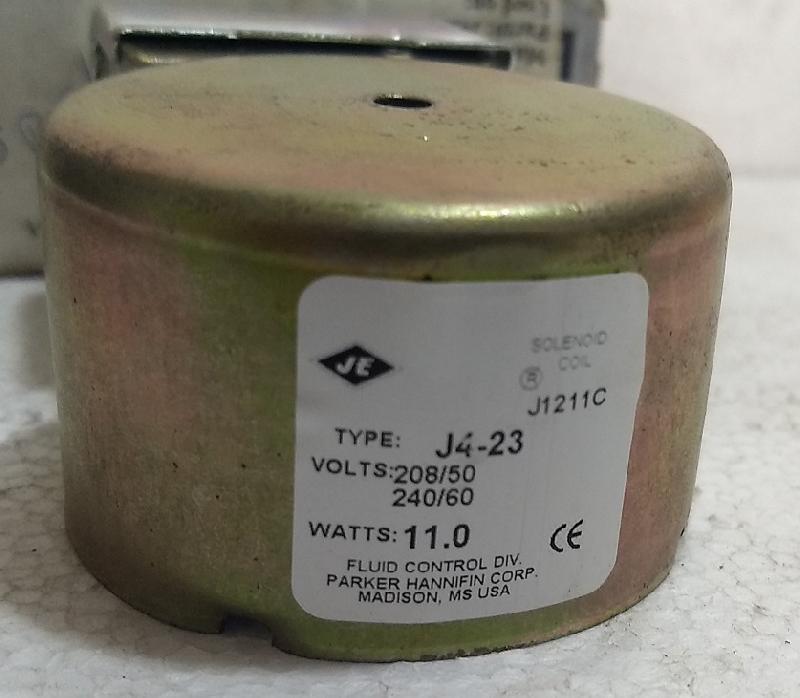 JE
SOLENOID
COIL
®
J1211C
TYPE: J4-23
VOLTS: 208/50
240/60
WATTS: 11.0
CE
FLUID CONTROL DIV.
PARKER HANNIFIN CORP.
MADISON, MS USA